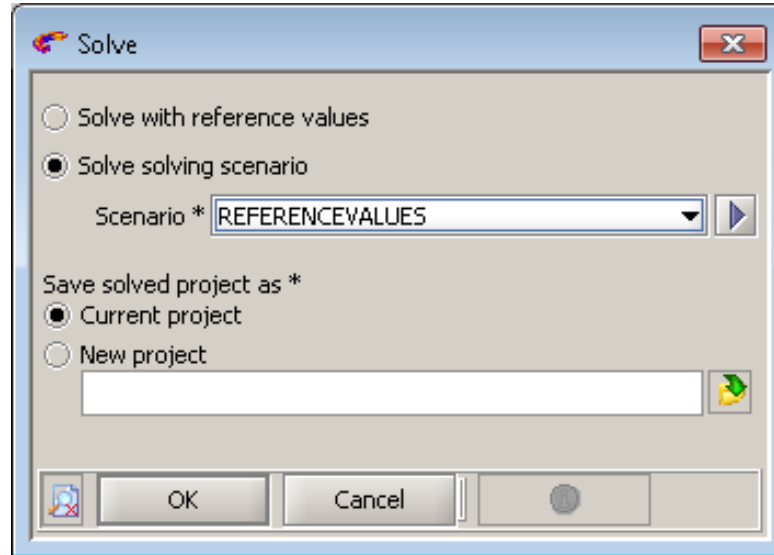 Solve
Solve with reference values
Solve solving scenario
Scenario * REFERENCEVALUES
Save solved project as *
Current project
New project
OK Cancel